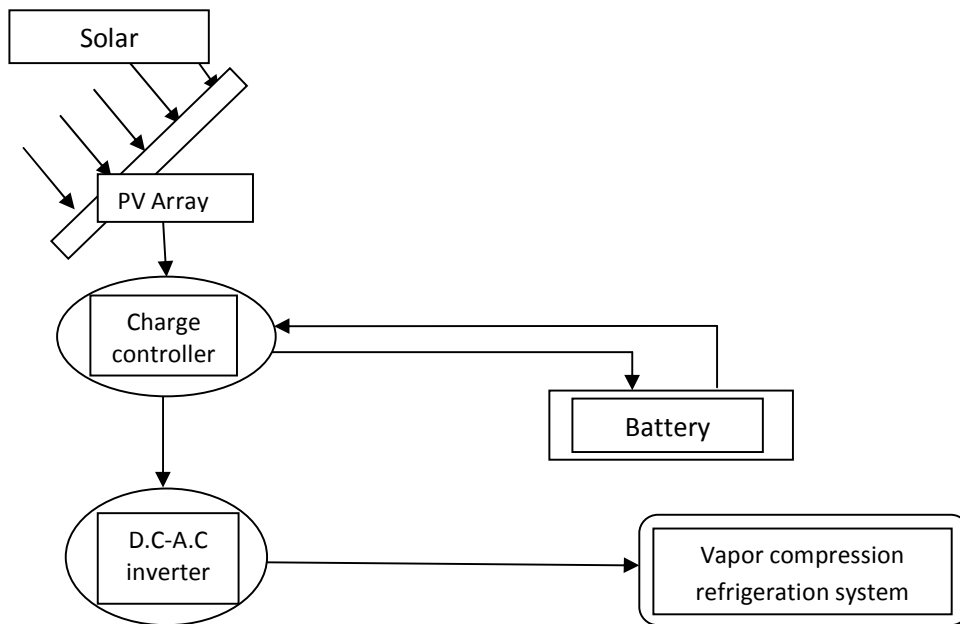 Solar
PV Array
Charge
controller
Battery
D.C-A.C
inverter
Vapor compression
refrigeration system